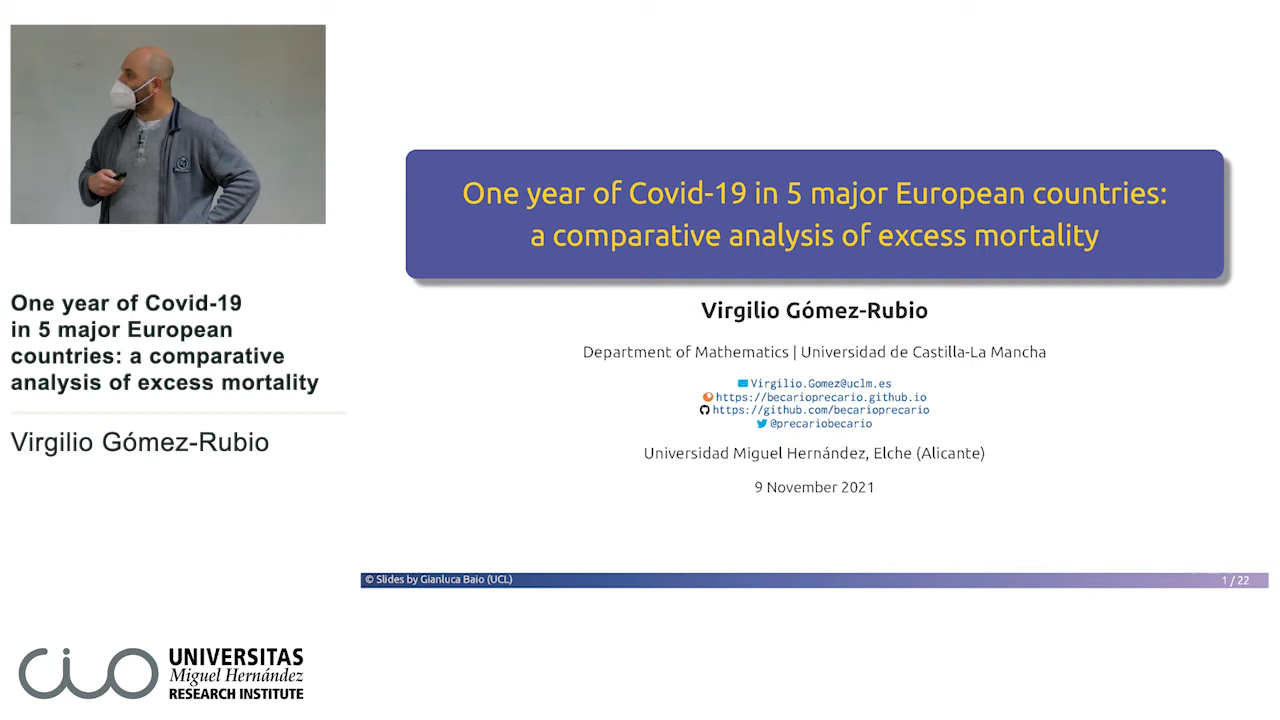 One year of Covid-19
in 5 major European
countries: a comparative
analysis of excess mortality
Virgilio Gómez-Rubio
One year of Covid-19 in 5 major European countries:
a comparative analysis of excess mortality
Virgilio Gómez-Rubio
Department of Mathematics | Universidad de Castilla-La Mancha
Virgilio.Gomez@uclm.es
https://becarioprecario.github.io
https://github.com/becarioprecario
@precariobecario
Universidad Miguel Hernández, Elche (Alicante)
9 November 2021
© Slides by Gianluca Baio (UCL)
1 / 22
cio
UNIVERSITAS
Miguel Hernández
RESEARCH INSTITUTE